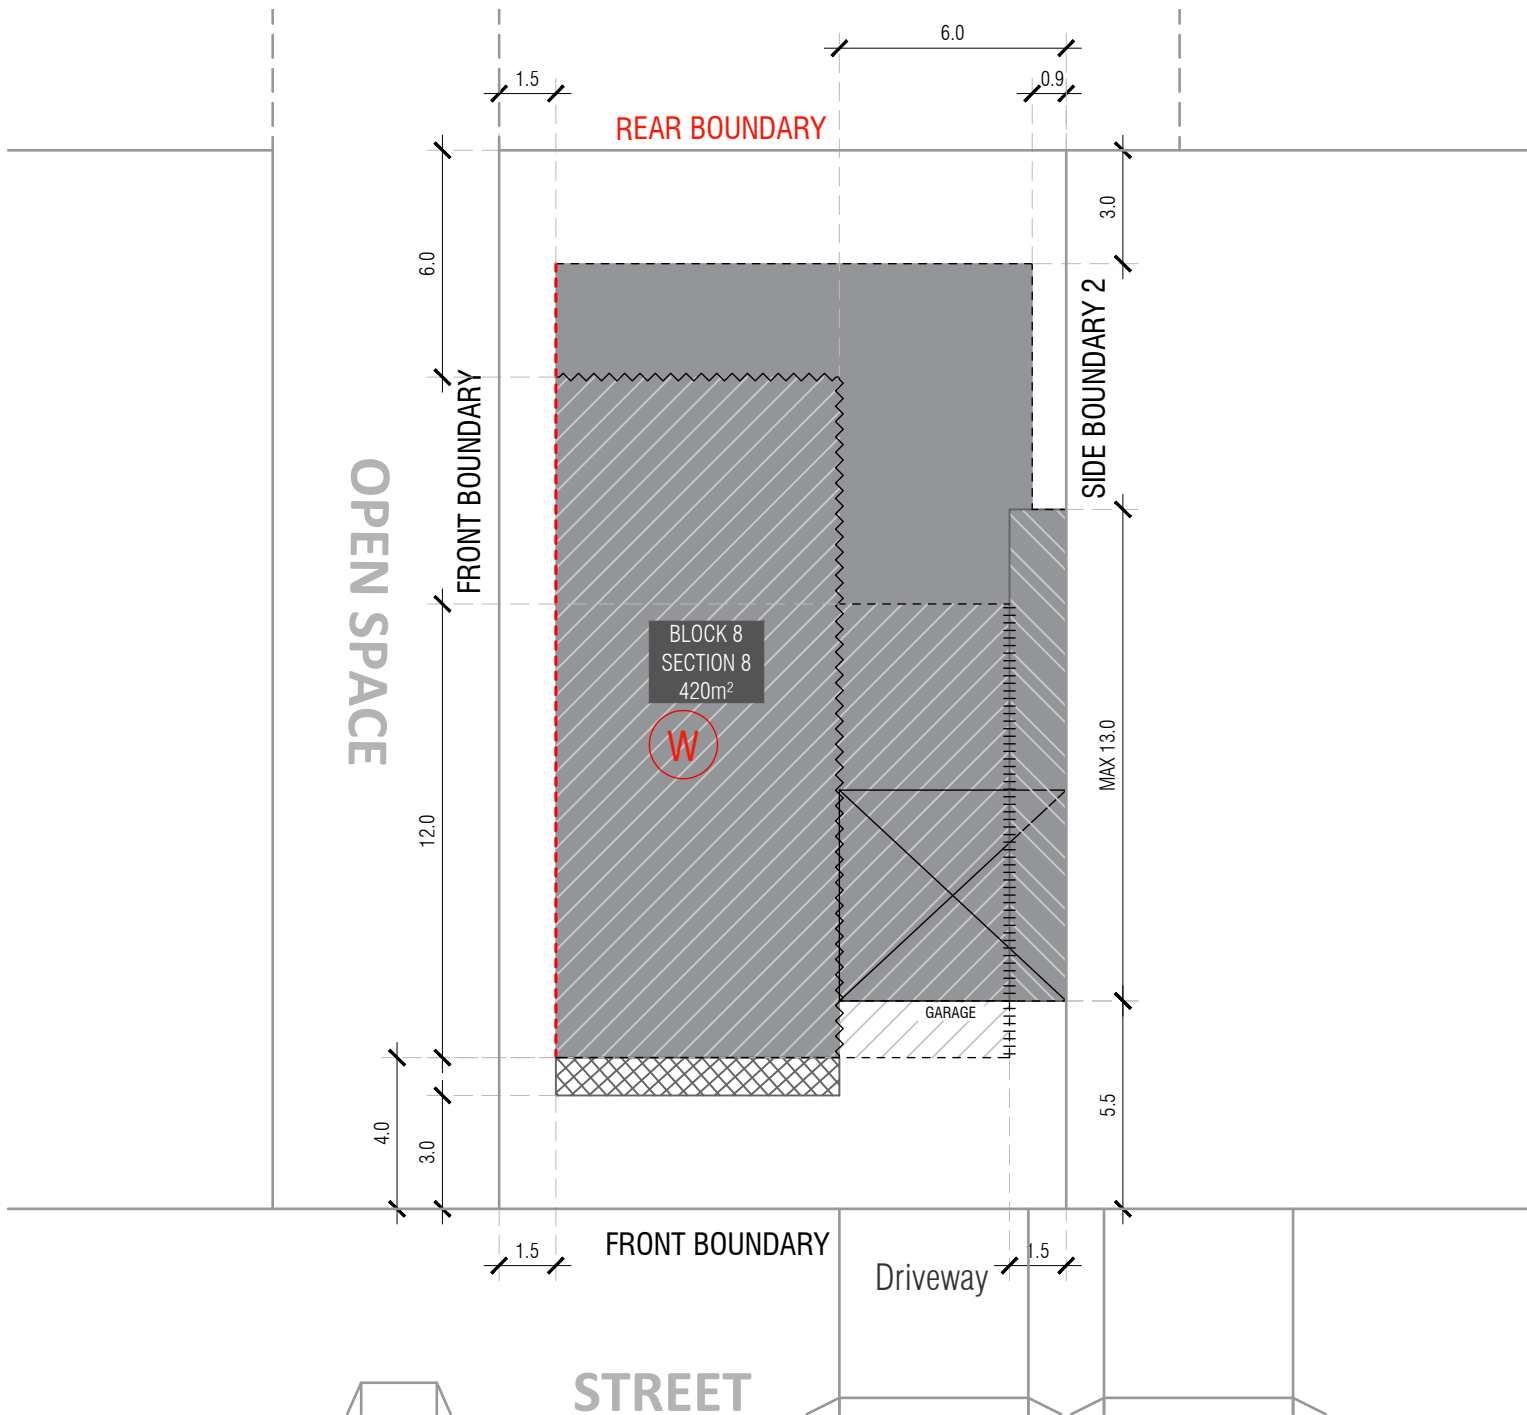 6.0
1.5
0.9
REAR BOUNDARY
3.0
6.0
SIDE BOUNDARY 2
FRONT BOUNDARY
OPEN SPACE
BLOCK 8
SECTION 8
420m²
W
MAX 13.0
12.0
GARAGE
5.5
4.0
3.0
1.5
FRONT BOUNDARY
1.5
Driveway
STREET